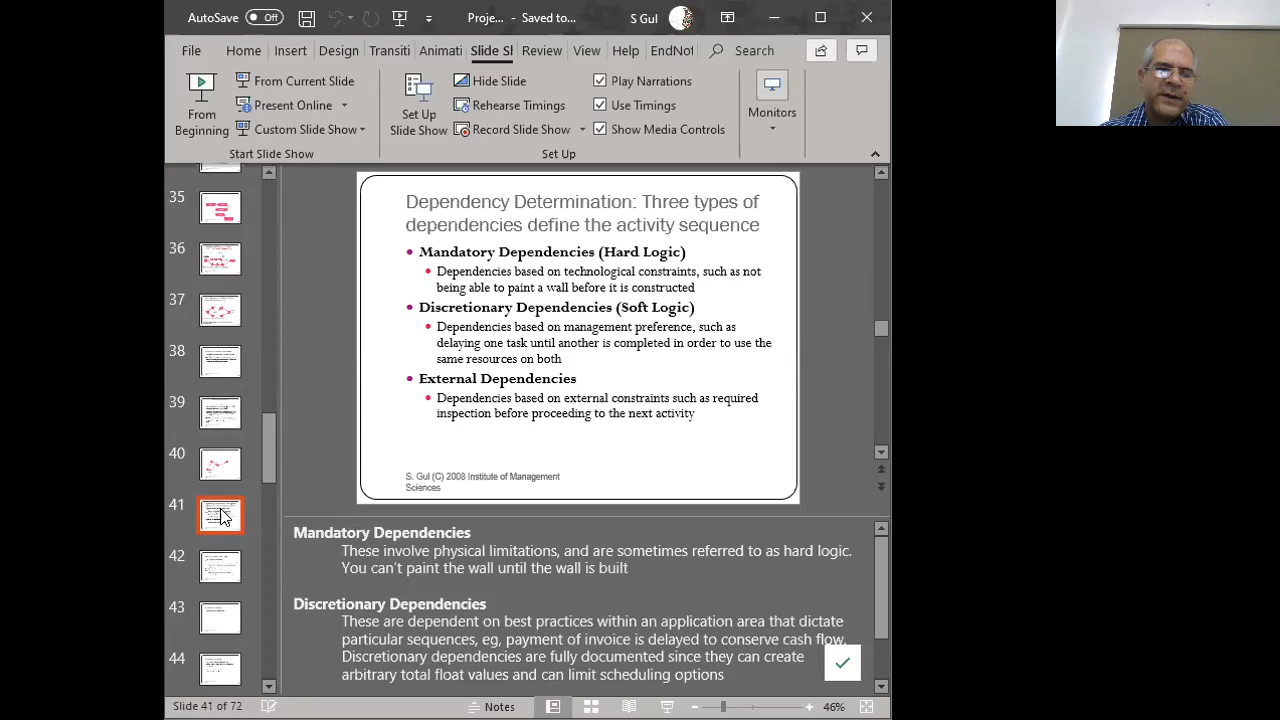 AutoSave Off Proje... - Saved to... S Gul
File Home Insert Design Transiti Animati Slide Sh Review View Help EndNot Search
From Beginning
From Current Slide
Present Online
Custom Slide Show
Start Slide Show
Set Up Slide Show
Hide Slide
Rehearse Timings
Record Slide Show
Play Narrations
Use Timings
Show Media Controls
Set Up
Monitors
35
36
37
38
39
40
41
42
43
44
Dependency Determination: Three types of
dependencies define the activity sequence
• Mandatory Dependencies (Hard Logic)
• Dependencies based on technological constraints, such as not
being able to paint a wall before it is constructed
• Discretionary Dependencies (Soft Logic)
• Dependencies based on management preference, such as
delaying one task until another is completed in order to use the
same resources on both
• External Dependencies
• Dependencies based on external constraints such as required
inspection before proceeding to the next activity
S. Gul (C) 2008 Institute of Management
Sciences
Mandatory Dependencies
These involve physical limitations, and are sometimes referred to as hard logic.
You can't paint the wall until the wall is built
Discretionary Dependencies
These are dependent on best practices within an application area that dictate
particular sequences, eg, payment of invoice is delayed to conserve cash flow.
Discretionary dependencies are fully documented since they can create
arbitrary total float values and can limit scheduling options
Slide 41 of 72 Notes 46%